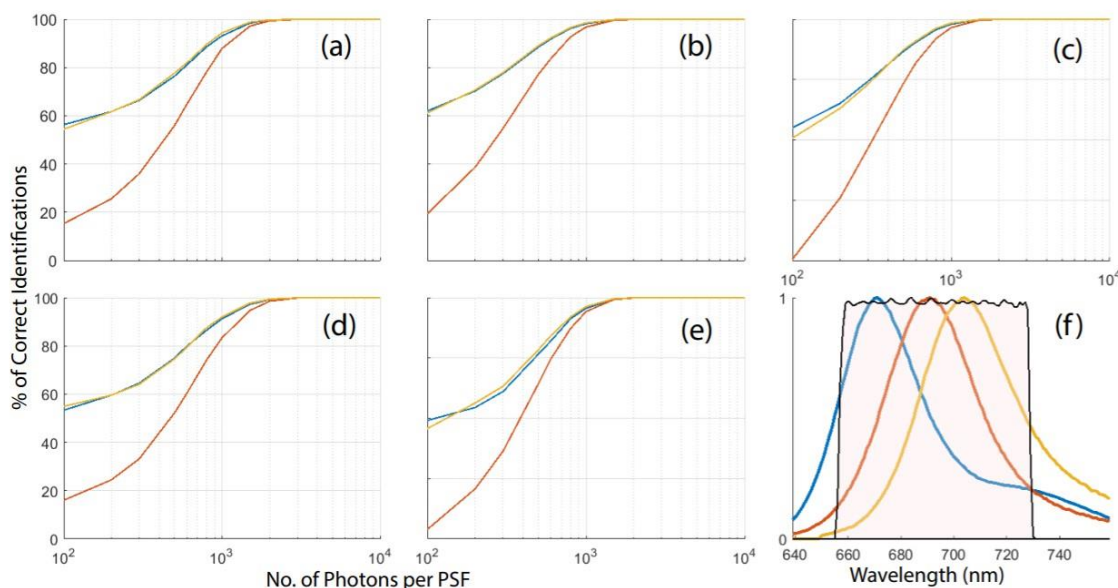 100
80
60
40
20
0
(a)
(b)
(c)
10² 10³ 10⁴
% of Correct Identifications
100
80
60
40
20
0
10² 10³ 10⁴
(d)
10² 10³ 10⁴
(e)
1
0
(f)
640 660 680 700 720 740
No. of Photons per PSF
Wavelength (nm)